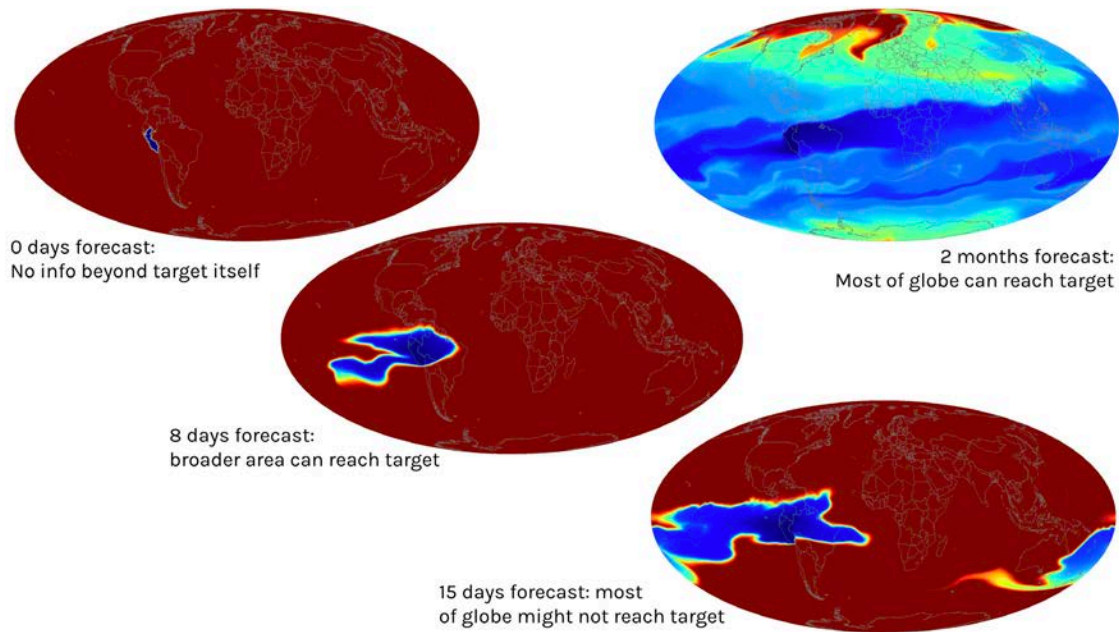 0 days forecast:
No info beyond target itself
2 months forecast:
Most of globe can reach target
8 days forecast:
broader area can reach target
15 days forecast: most
of globe might not reach target